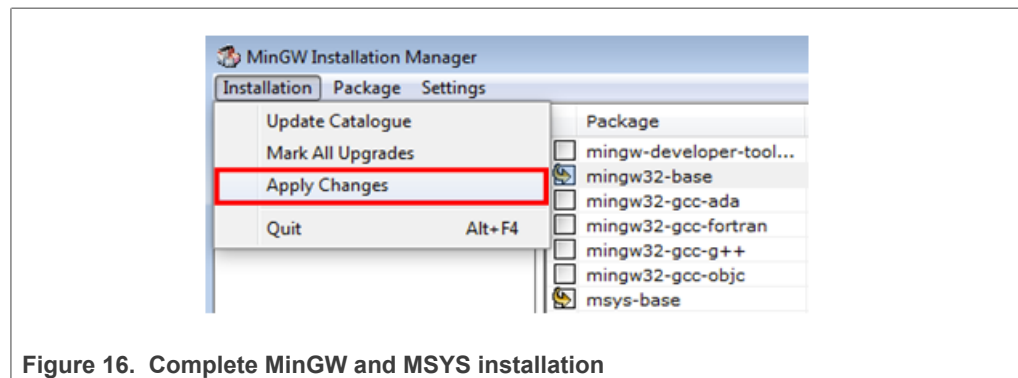 MinGW Installation Manager
Installation Package Settings
Update Catalogue
Mark All Upgrades
Apply Changes
Quit Alt+F4
Package
mingw-developer-tool...
mingw32-base
mingw32-gcc-ada
mingw32-gcc-fortran
mingw32-gcc-g++
mingw32-gcc-objc
msys-base
Figure 16. Complete MinGW and MSYS installation